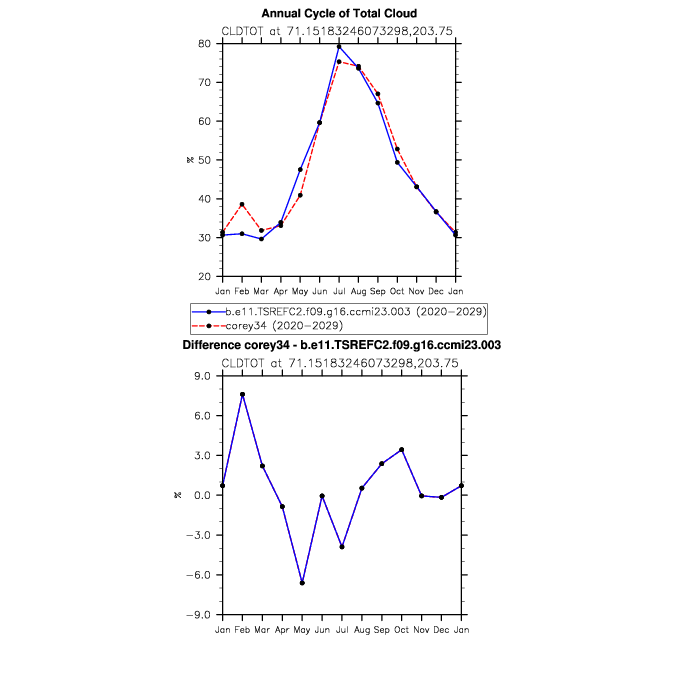 Annual Cycle of Total Cloud
CLDTOT at 71.15183246073298,203.75
80
70
60
50
%
40
30
20
Jan Feb Mar Apr May Jun Jul Aug Sep Oct Nov Dec Jan
b.e11.TSREFC2.f09.g16.ccmi23.003 (2020-2029)
corey34 (2020-2029)
Difference corey34 - b.e11.TSREFC2.f09.g16.ccmi23.003
CLDTOT at 71.15183246073298,203.75
9.0
6.0
3.0
%
0.0
-3.0
-6.0
-9.0
Jan Feb Mar Apr May Jun Jul Aug Sep Oct Nov Dec Jan